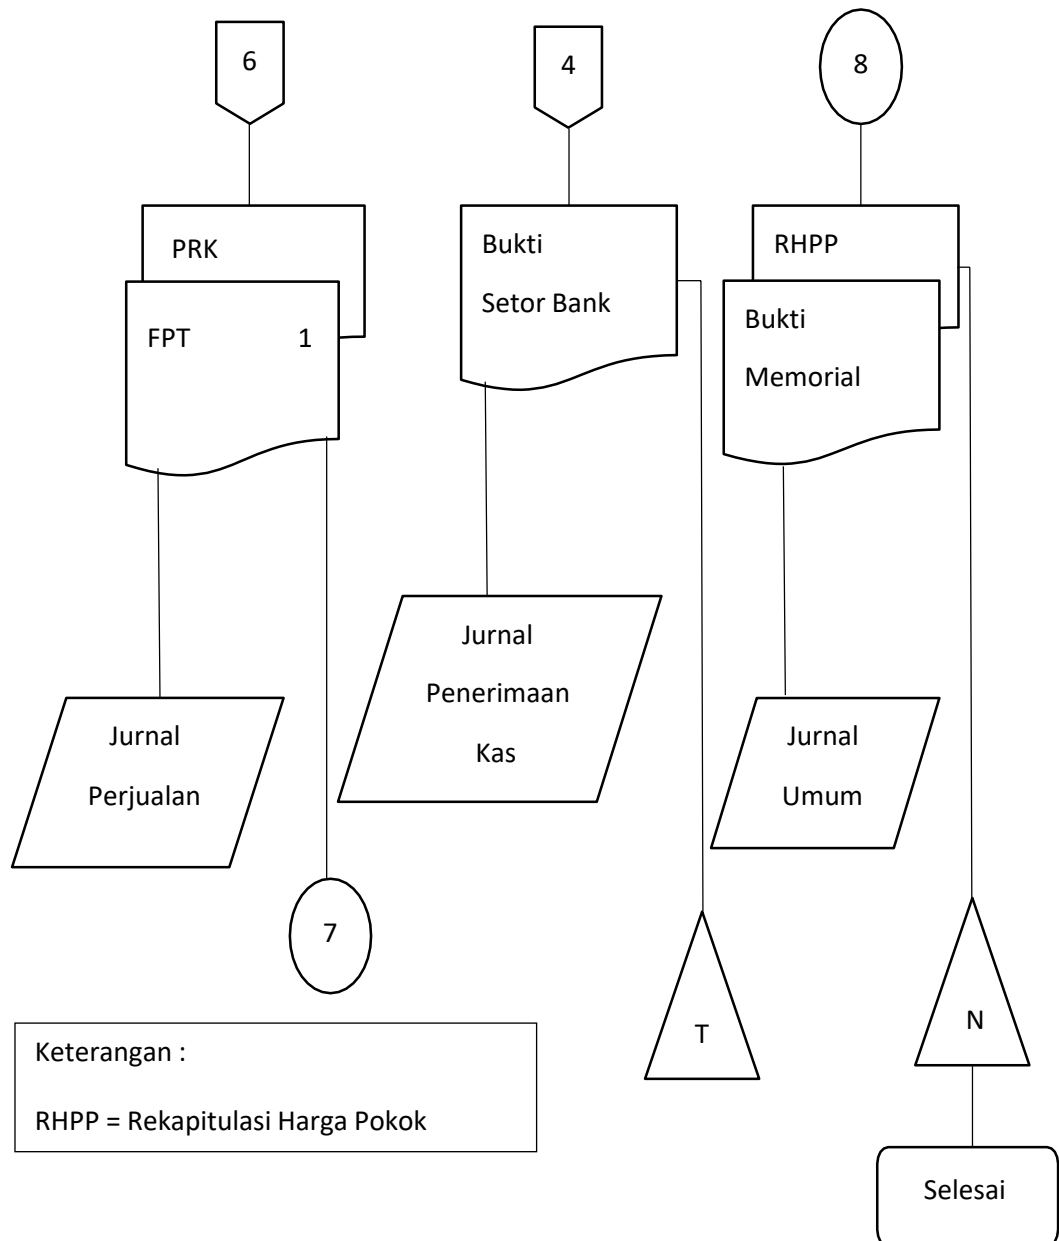 6
4
8
PRK
FPT 1
Bukti
Setor Bank
RHPP
Bukti
Memorial
Jurnal
Perjualan
Jurnal
Penerimaan
Kas
Jurnal
Umum
7
T
N
Keterangan :
RHPP = Rekapitulasi Harga Pokok
Selesai